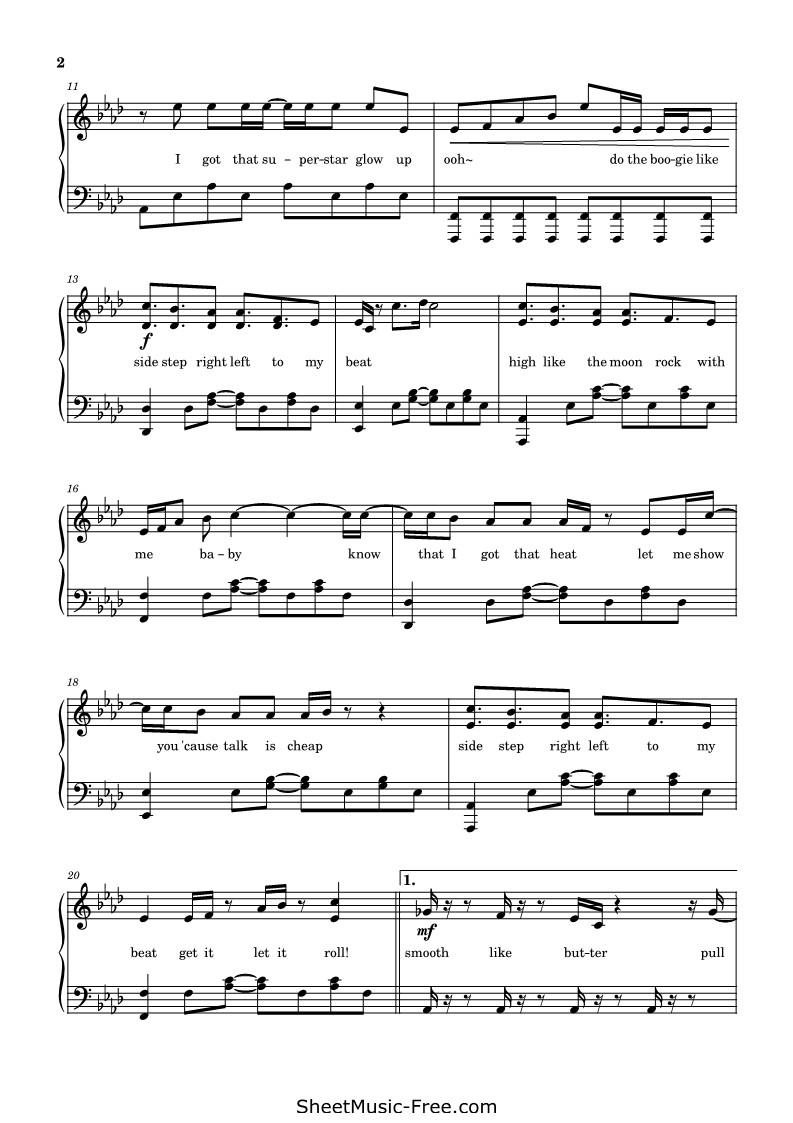 2
11
I got that su - per-star glow up ooh~ do the boo-gie like
13
f
side step right left to my beat high like the moon rock with
16
me ba - by know that I got that heat let me show
18
you 'cause talk is cheap side step right left to my
20
1.
mf
beat get it let it roll! smooth like but-ter pull
SheetMusic-Free.com